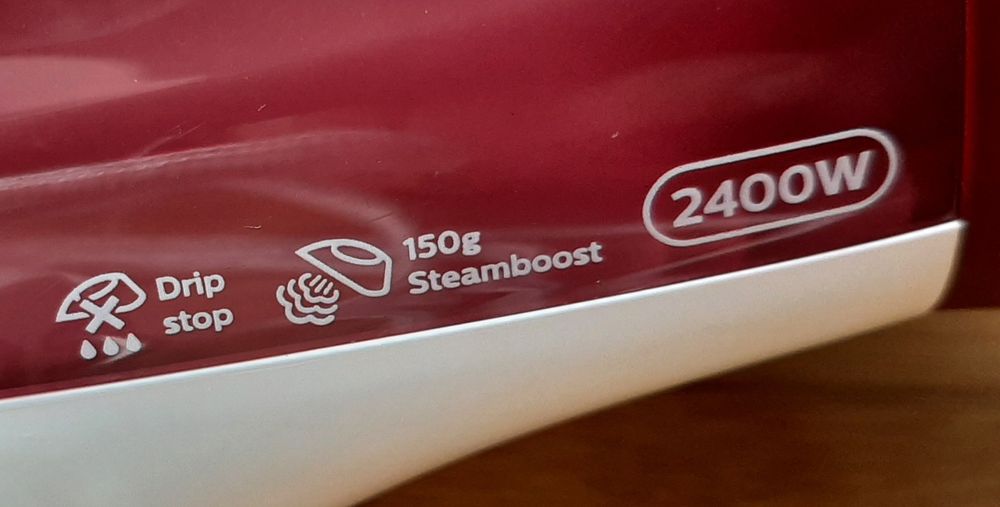 Drip
stop
150g
Steamboost
2400W